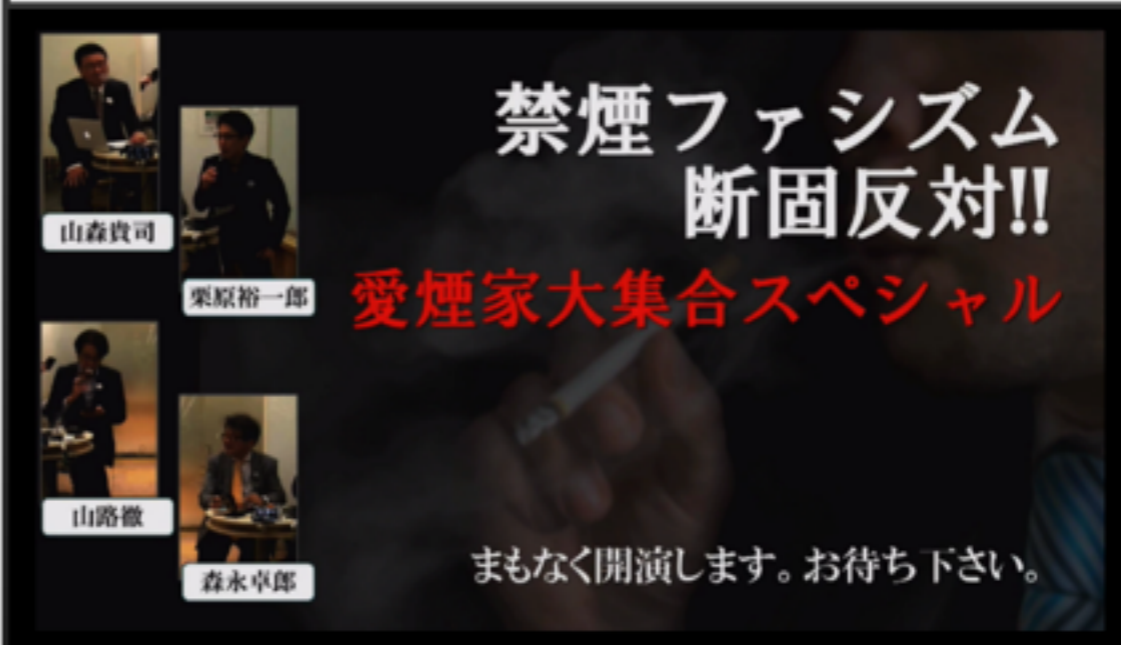 禁煙ファシズム
断固反対!!
愛煙家大集合スペシャル
山森貴司
栗原裕一郎
山路徹
森永卓郎
まもなく開演します。お待ち下さい。